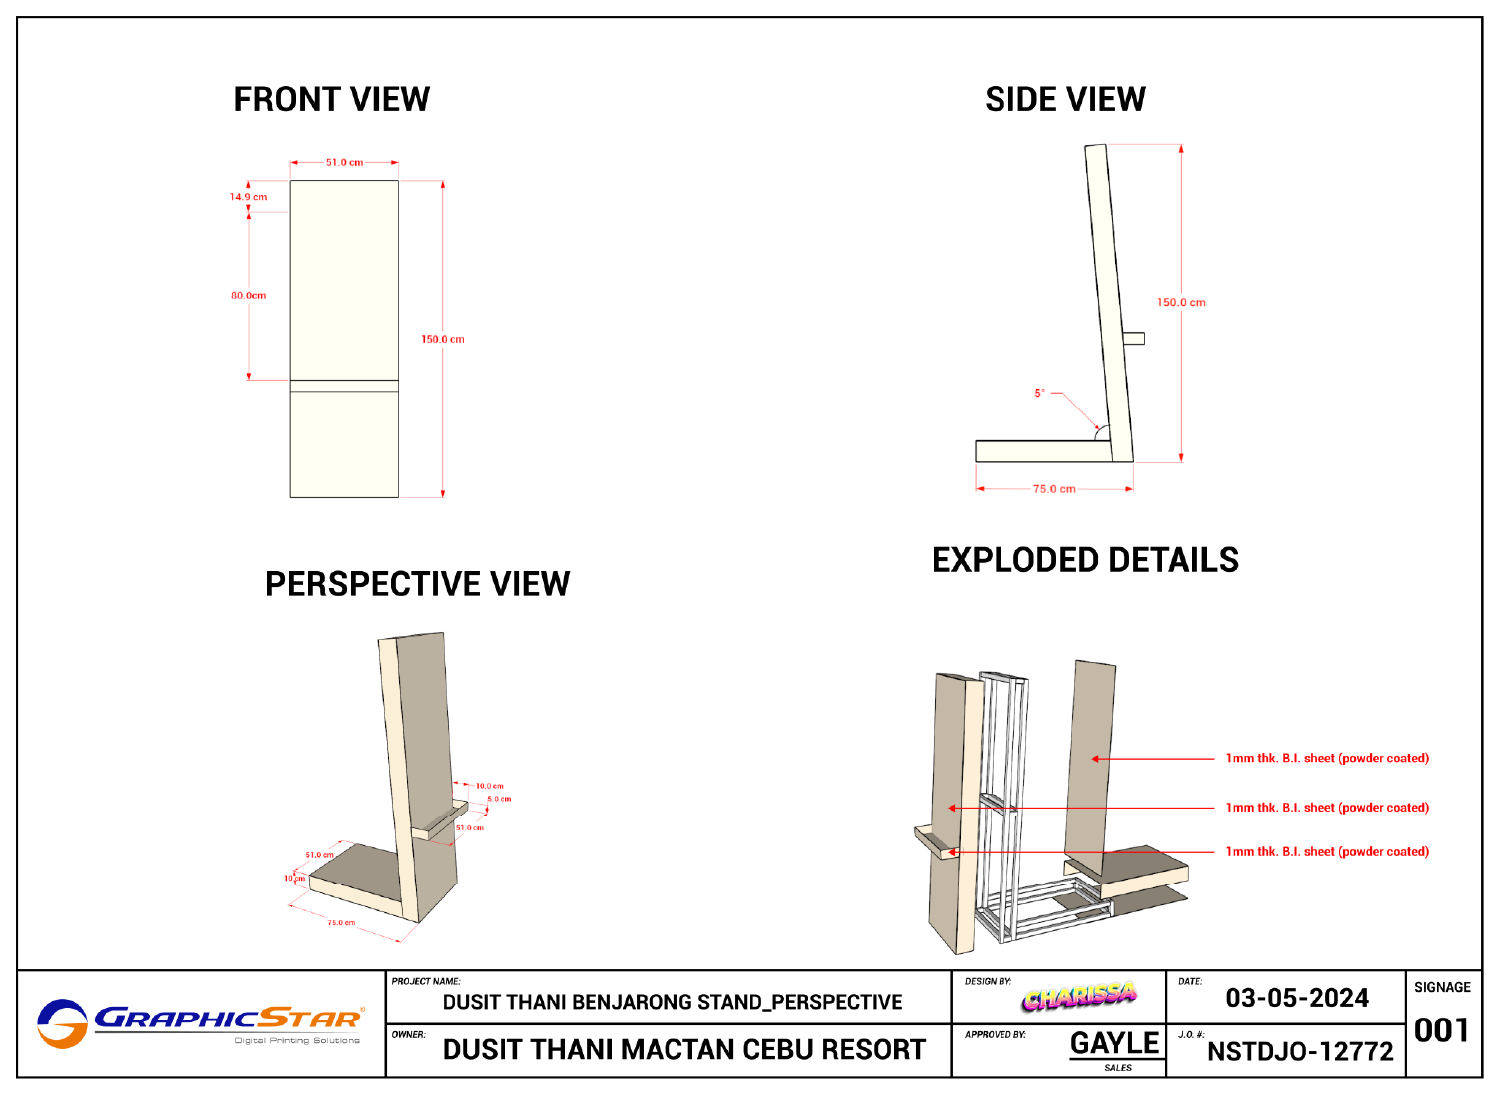 FRONT VIEW
51.0 cm
14.9 cm
80.0cm
150.0 cm
SIDE VIEW
150.0 cm
5°
75.0 cm
PERSPECTIVE VIEW
10.0 cm
5.0 cm
51.0 cm
51.0 cm
10 cm
75.0 cm
EXPLODED DETAILS
1mm thk. B.I. sheet (powder coated)
1mm thk. B.I. sheet (powder coated)
1mm thk. B.I. sheet (powder coated)
GRAPHICSTAR®
Digital Printing Solutions
PROJECT NAME:
DUSIT THANI BENJARONG STAND_PERSPECTIVE
OWNER:
DUSIT THANI MACTAN CEBU RESORT
DESIGN BY:
CHARISSA
APPROVED BY:
GAYLE
SALES
DATE:
03-05-2024
J.O. #:
NSTDJO-12772
SIGNAGE
001